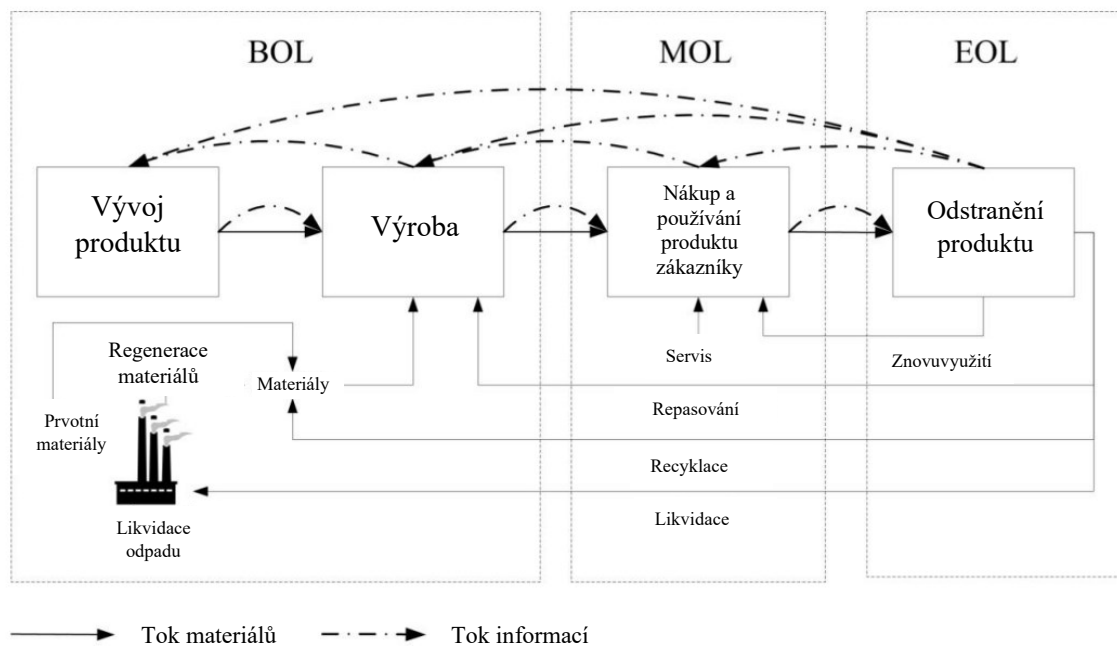 BOL
MOL
EOL
Vývoj
produktu
Výroba
Nákup a
používání
produktu
zákazníky
Odstranění
produktu
Servis
Znovuvyužití
Regenerace
materiálů
Materiály
Prvotní
materiály
Repasování
Recyklace
Likvidace
Likvidace
odpadu
Tok materiálů
Tok informací